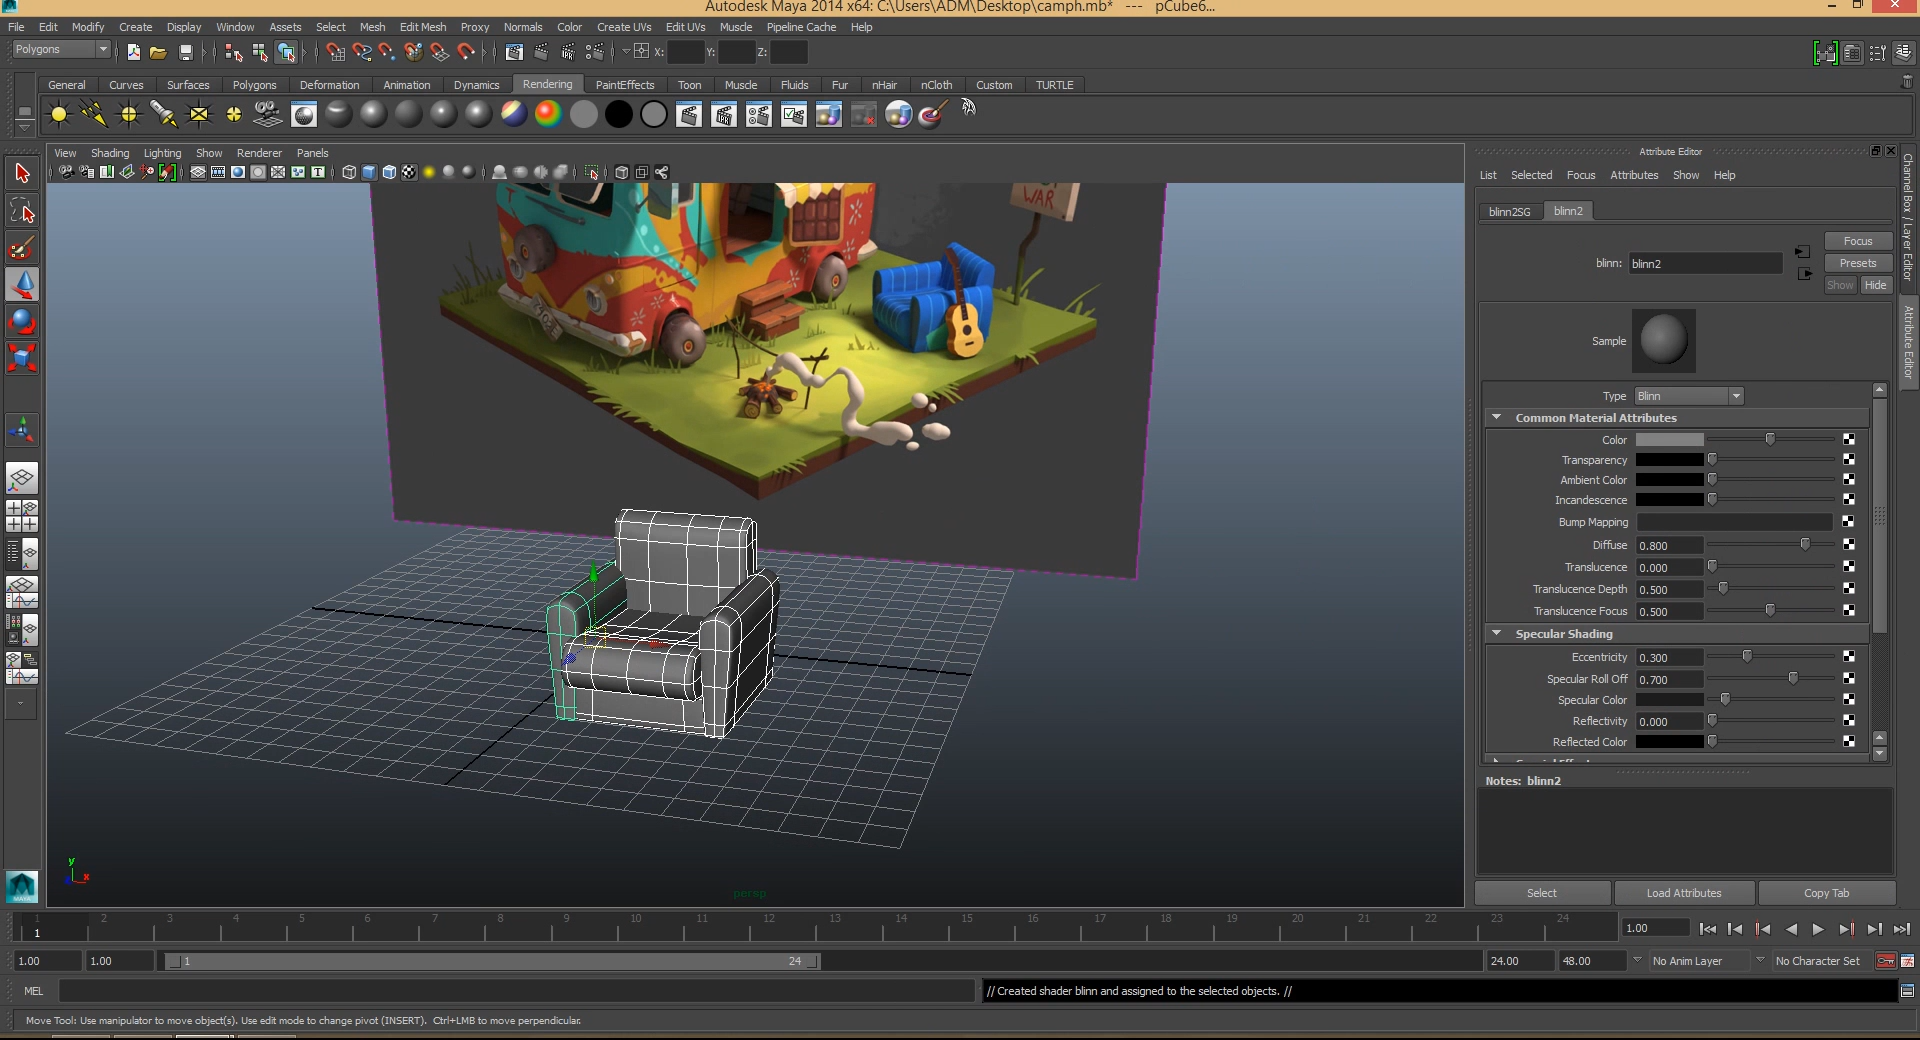 Autodesk Maya 2014 x64: C:\Users\ADM\Desktop\camph.mb* --- pCube6...
File Edit Modify Create Display Window Assets Select Mesh Edit Mesh Proxy Normals Color Create UVs Edit UVs Muscle Pipeline Cache Help
Polygons X: Y: Z:
General Curves Surfaces Polygons Deformation Animation Dynamics Rendering PaintEffects Toon Muscle Fluids Fur nHair nCloth Custom TURTLE
View Shading Lighting Show Renderer Panels
Attribute Editor
List Selected Focus Attributes Show Help
blinn2SG blinn2
Focus
blinn: blinn2
Presets
Show Hide
Sample
Type Blinn
Common Material Attributes
Color
Transparency
Ambient Color
Incandescence
Bump Mapping
Diffuse 0.800
Translucence 0.000
Translucence Depth 0.500
Translucence Focus 0.500
Specular Shading
Eccentricity 0.300
Specular Roll Off 0.700
Specular Color
Reflectivity 0.000
Reflected Color
Notes: blinn2
Select Load Attributes Copy Tab
Channel Box / Layer Editor
Attribute Editor
WAR
y
x
persp
1 2 3 4 5 6 7 8 9 10 11 12 13 14 15 16 17 18 19 20 21 22 23 24
1
1.00
1.00 1.00 1 24 24.00 48.00 No Anim Layer No Character Set
MEL // Created shader blinn and assigned to the selected objects. //
Move Tool: Use manipulator to move object(s). Use edit mode to change pivot (INSERT). Ctrl+LMB to move perpendicular.